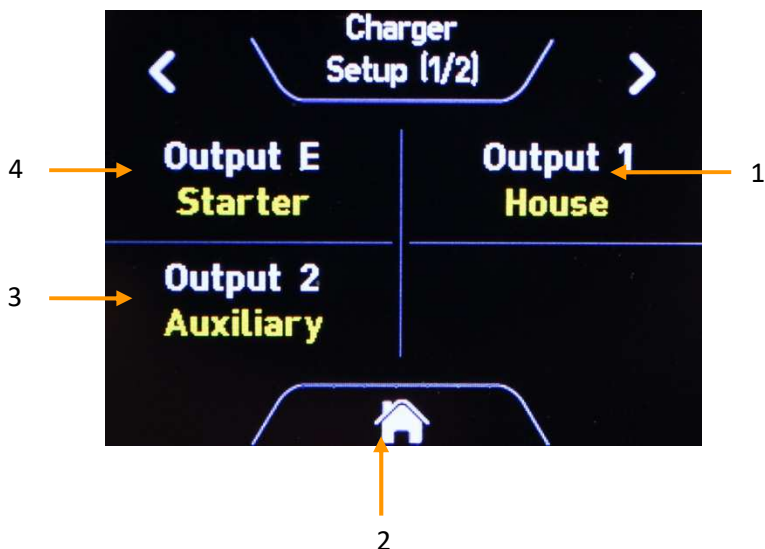 Charger
Setup (1/2)
4
Output E
Starter
Output 1
House
1
3
Output 2
Auxiliary
2